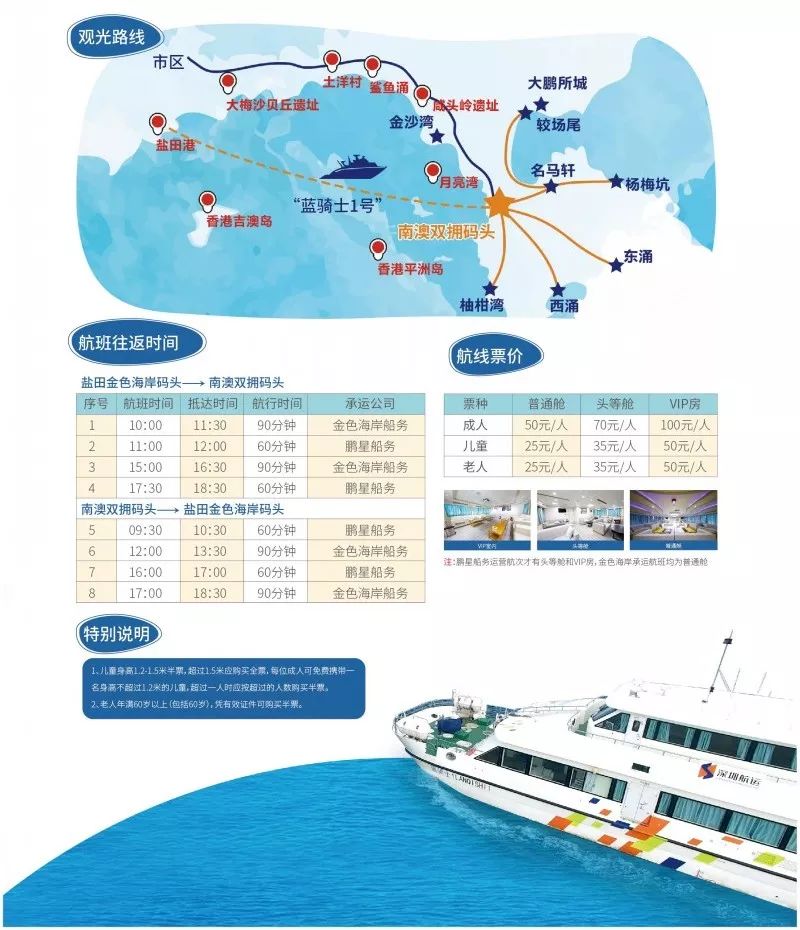 观光路线
市区
土洋村
鲨鱼涌
大梅沙贝丘遗址
咸头岭遗址
大鹏所城
盐田港
金沙湾
较场尾
月亮湾
名马轩
杨梅坑
“蓝骑士1号”
香港吉澳岛
南澳双拥码头
香港平洲岛
东涌
柚柑湾
西涌
航班往返时间
盐田金色海岸码头→ 南澳双拥码头
序号 航班时间 抵达时间 航行时间 承运公司
1 10:00 11:30 90分钟 金色海岸船务
2 11:00 12:00 60分钟 鹏星船务
3 15:00 16:30 90分钟 金色海岸船务
4 17:30 18:30 60分钟 鹏星船务
南澳双拥码头→ 盐田金色海岸码头
5 09:30 10:30 60分钟 鹏星船务
6 12:00 13:30 90分钟 金色海岸船务
7 16:00 17:00 60分钟 鹏星船务
8 17:00 18:30 90分钟 金色海岸船务
航线票价
票种 普通舱 头等舱 VIP房
成人 50元/人 70元/人 100元/人
儿童 25元/人 35元/人 50元/人
老人 25元/人 35元/人 50元/人
VIP室内 头等舱 普通舱
注:鹏星船务运营航次才有头等舱和VIP房,金色海岸承运航班均为普通舱
特别说明
1、儿童身高1.2-1.5米半票,超过1.5米应购买全票,每位成人可免费携带一
名身高不超过1.2米的儿童,超过一人时应按超过的人数购买半票。
2、老人年满60岁以上(包括60岁),凭有效证件可购买半票。
深圳航运